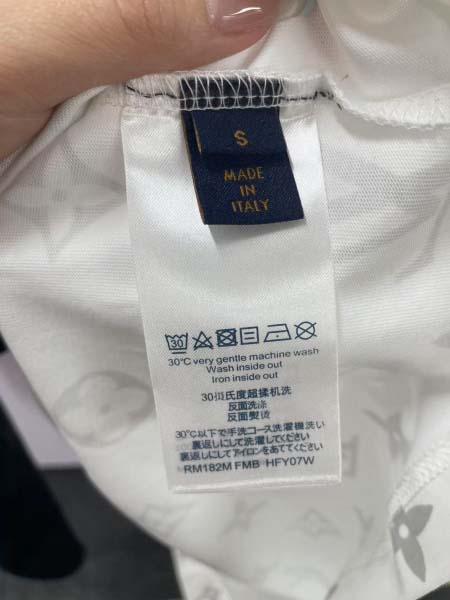 S
MADE
IN
ITALY
30
30℃ very gentle machine wash
Wash inside out
Iron inside out
30摄氏度超揉机洗
反面洗涤
反面熨烫
30℃以下で手洗コース洗濯機洗い
裏返しにして洗濯してください
裏返しにしてアイロンをあててください
RM182M FMB HFY07W